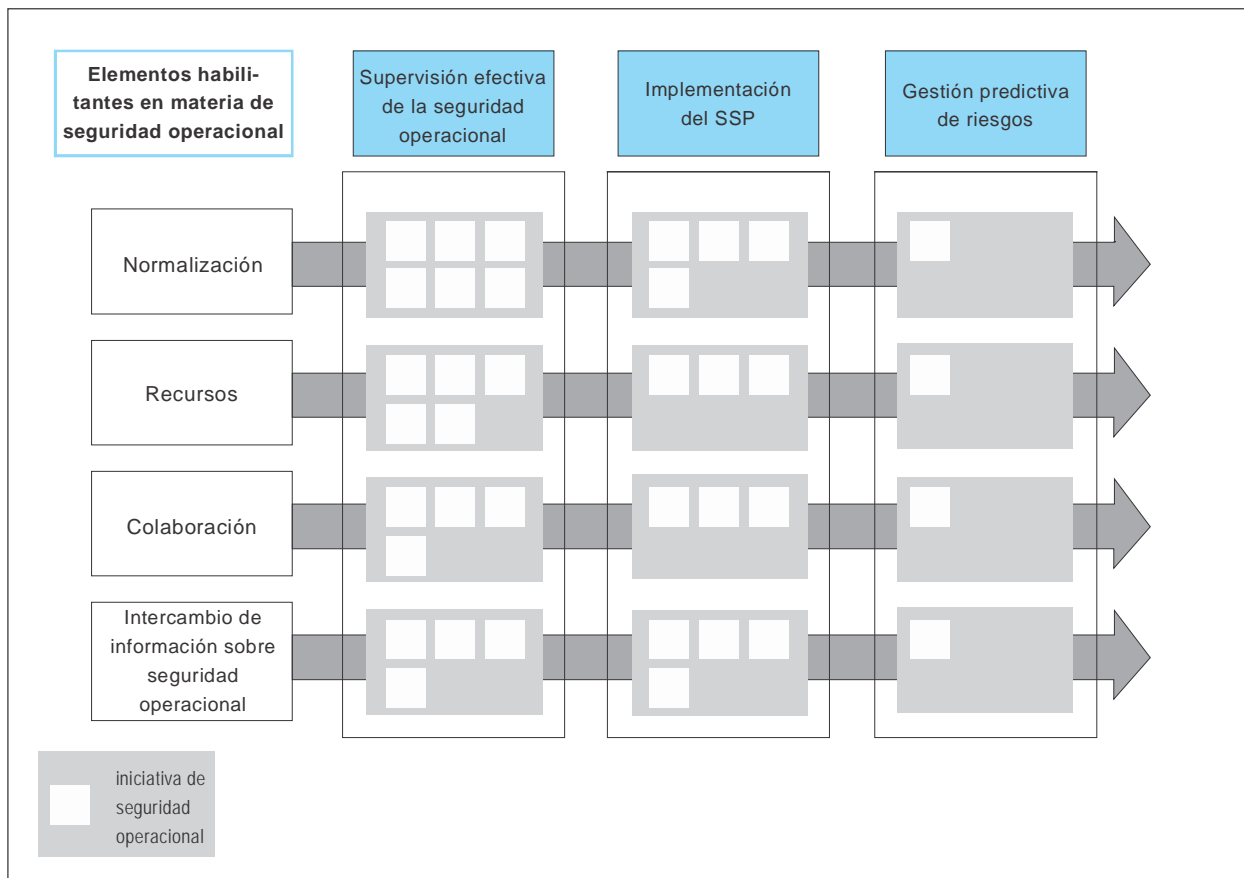 Elementos habili-
tantes en materia de
seguridad operacional
Supervisión efectiva
de la seguridad
operacional
Implementación
del SSP
Gestión predictiva
de riesgos
Normalización
Recursos
Colaboración
Intercambio de
información sobre
seguridad
operacional
iniciativa de
seguridad
operacional